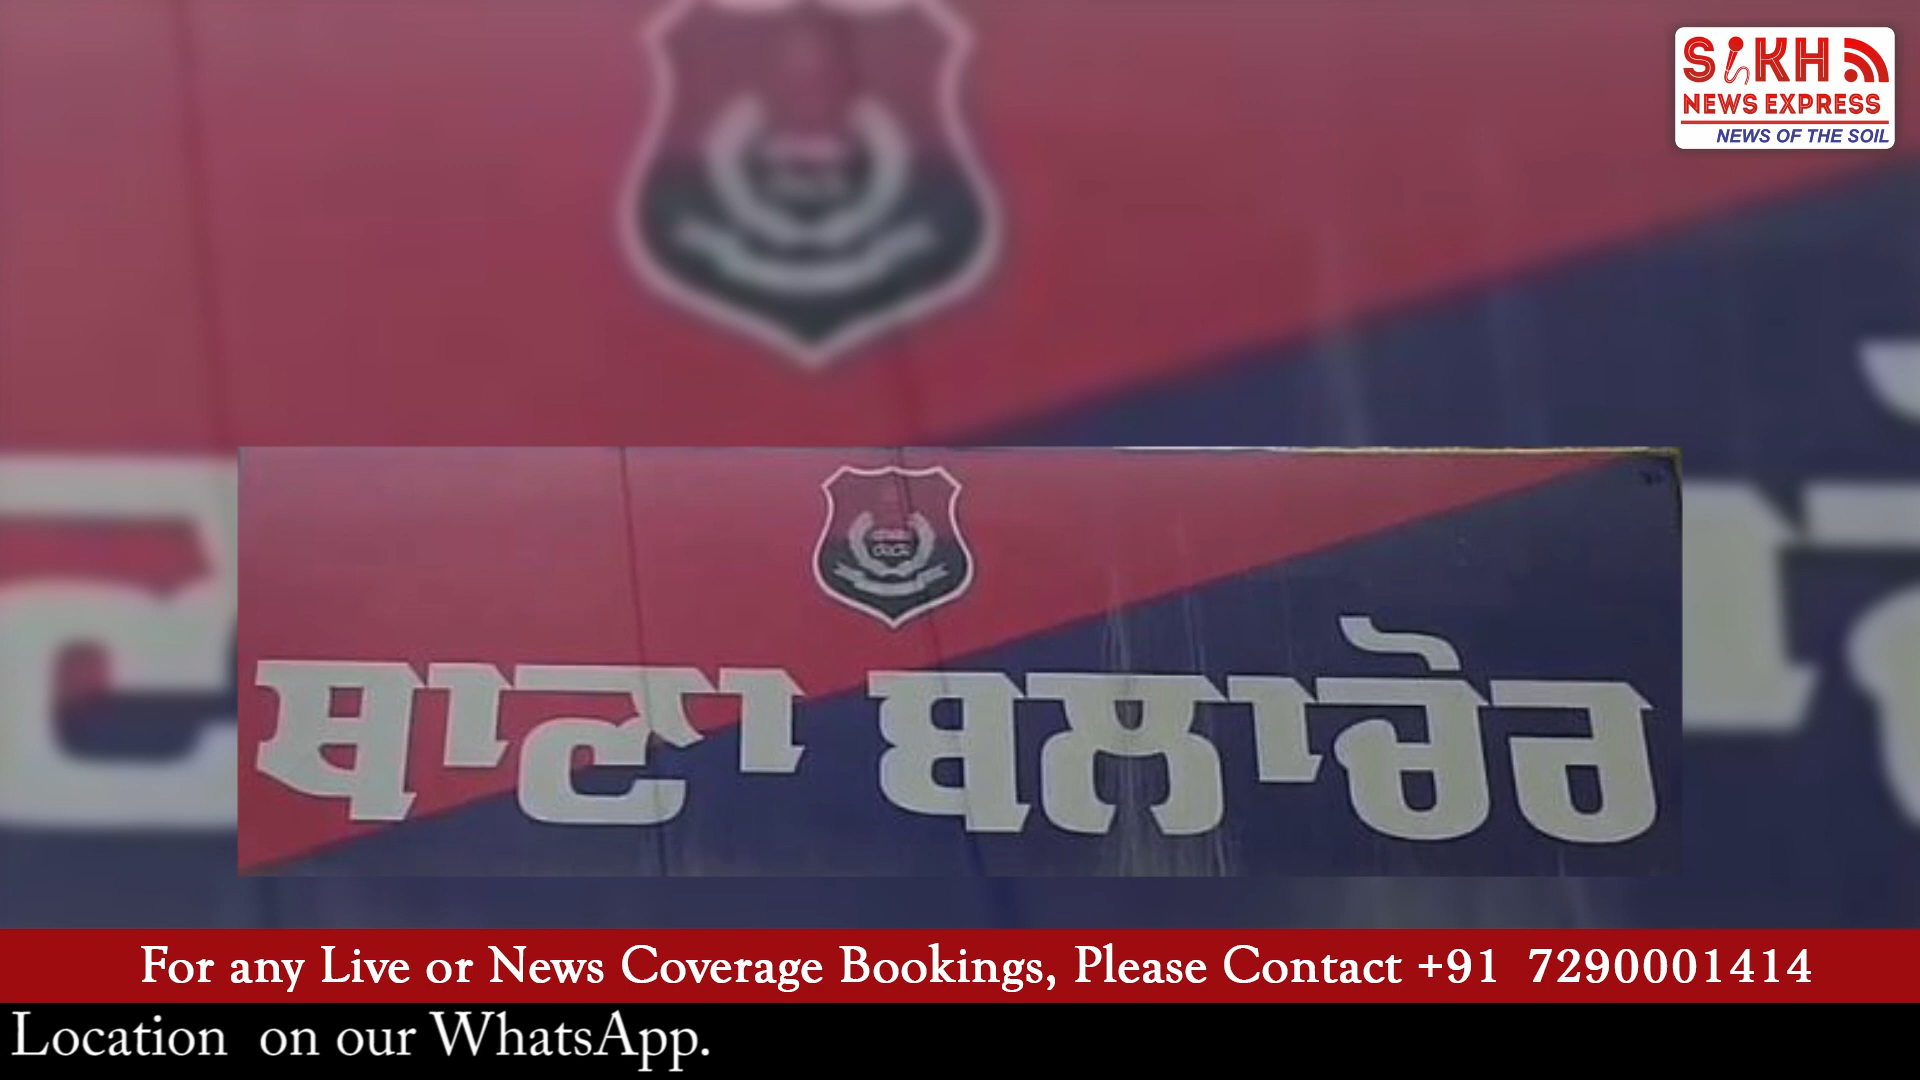 SIKH
NEWS EXPRESS
NEWS OF THE SOIL
ਥਾਣਾ ਬਲਾਚੌਰ
For any Live or News Coverage Bookings, Please Contact +91 7290001414
Location on our WhatsApp.